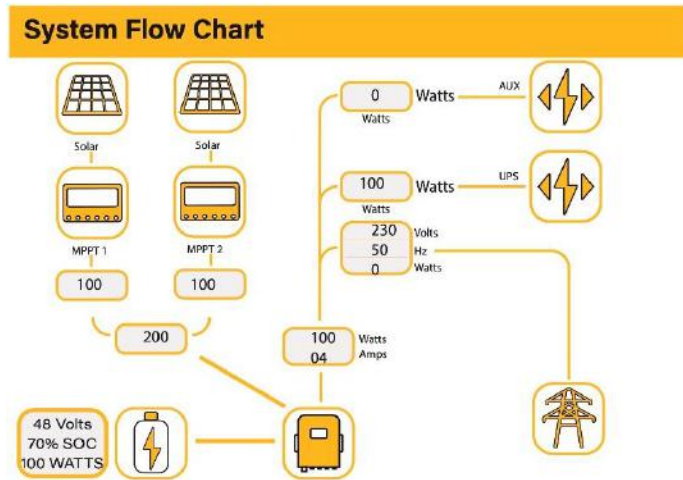 System Flow Chart
0 Watts AUX
Watts
Solar Solar
100 Watts UPS
Watts
230 Volts
50 Hz
0 Watts
MPPT 1 MPPT 2
100 100
200
100 Watts
04 Amps
48 Volts
70% SOC
100 WATTS